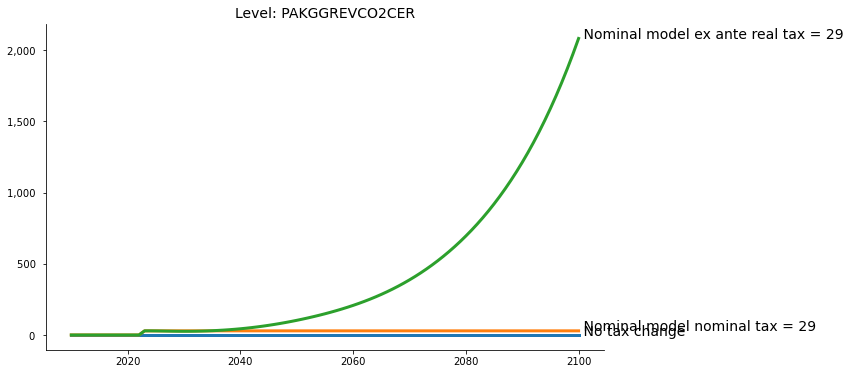 Level: PAKGGREVCO2CER
Nominal model ex ante real tax = 29
2,000
1,500
1,000
500
0
Nominal model nominal tax = 29
No tax change
2020
2040
2060
2080
2100